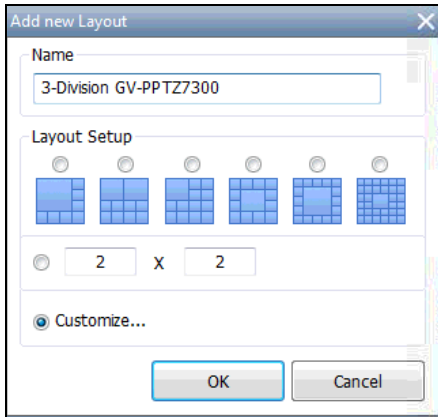 Add new Layout
Name
3-Division GV-PPTZ7300
Layout Setup
2 X 2
Customize...
OK Cancel